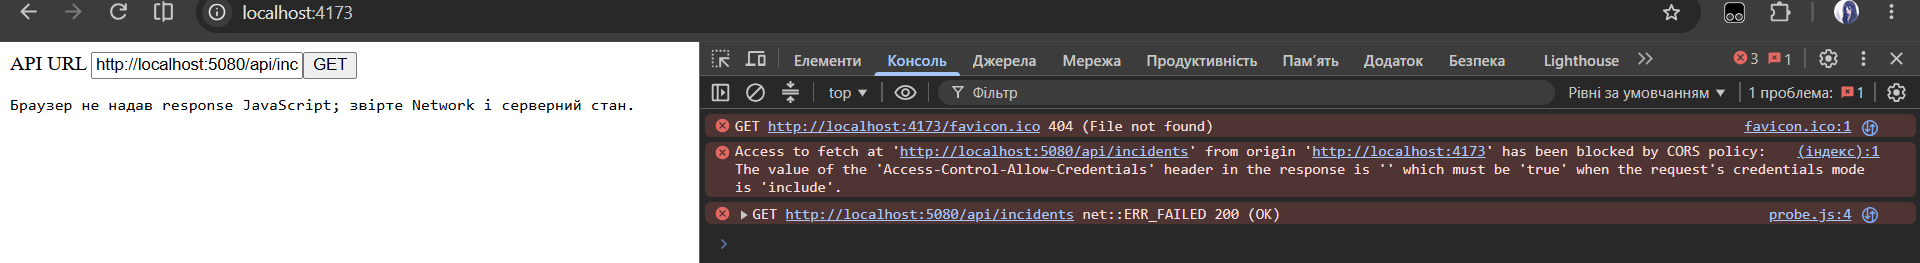 localhost:4173
API URL http://localhost:5080/api/inc GET
Браузер не надав response JavaScript; звірте Network і серверний стан.
Елементи Консоль Джерела Мережа Продуктивність Пам’ять Додаток Безпека Lighthouse 3 1
top Фільтр Рівні за умовчанням 1 проблема: 1
GET http://localhost:4173/favicon.ico 404 (File not found) favicon.ico:1
Access to fetch at 'http://localhost:5080/api/incidents' from origin 'http://localhost:4173' has been blocked by CORS policy: (індекс):1
The value of the 'Access-Control-Allow-Credentials' header in the response is '' which must be 'true' when the request's credentials mode
is 'include'.
GET http://localhost:5080/api/incidents net::ERR_FAILED 200 (OK) probe.js:4